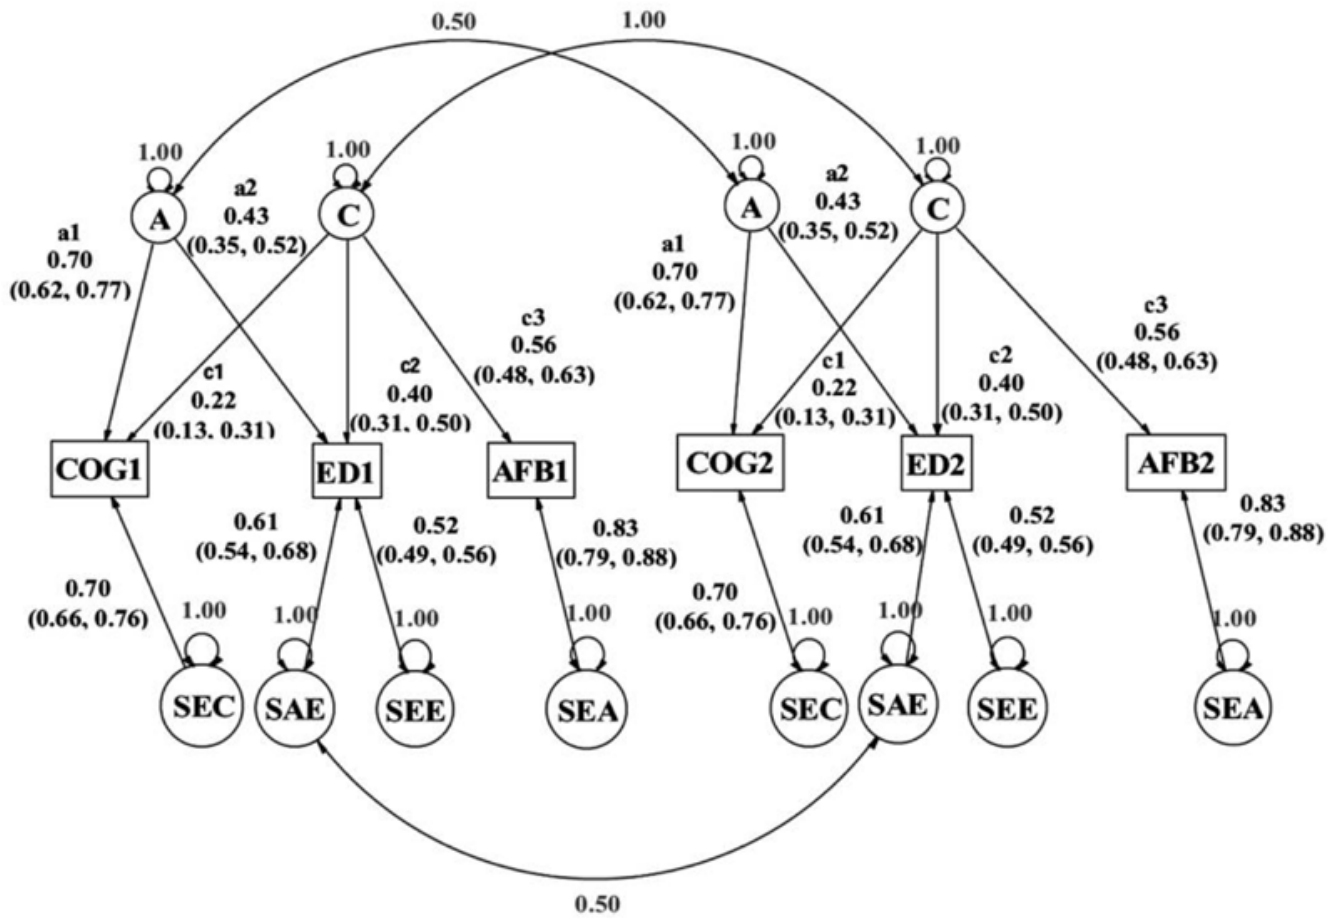 0.50
1.00
1.00
1.00
1.00
1.00
A
C
A
C
a1
0.70
(0.62, 0.77)
a2
0.43
(0.35, 0.52)
a1
0.70
(0.62, 0.77)
a2
0.43
(0.35, 0.52)
c1
0.22
(0.13, 0.31)
c2
0.40
(0.31, 0.50)
c3
0.56
(0.48, 0.63)
c1
0.22
(0.13, 0.31)
c2
0.40
(0.31, 0.50)
c3
0.56
(0.48, 0.63)
COG1
ED1
AFB1
COG2
ED2
AFB2
0.70
(0.66, 0.76)
0.61
(0.54, 0.68)
0.52
(0.49, 0.56)
0.83
(0.79, 0.88)
0.70
(0.66, 0.76)
0.61
(0.54, 0.68)
0.52
(0.49, 0.56)
0.83
(0.79, 0.88)
1.00
1.00
1.00
1.00
1.00
1.00
1.00
1.00
SEC
SAE
SEE
SEA
SEC
SAE
SEE
SEA
0.50